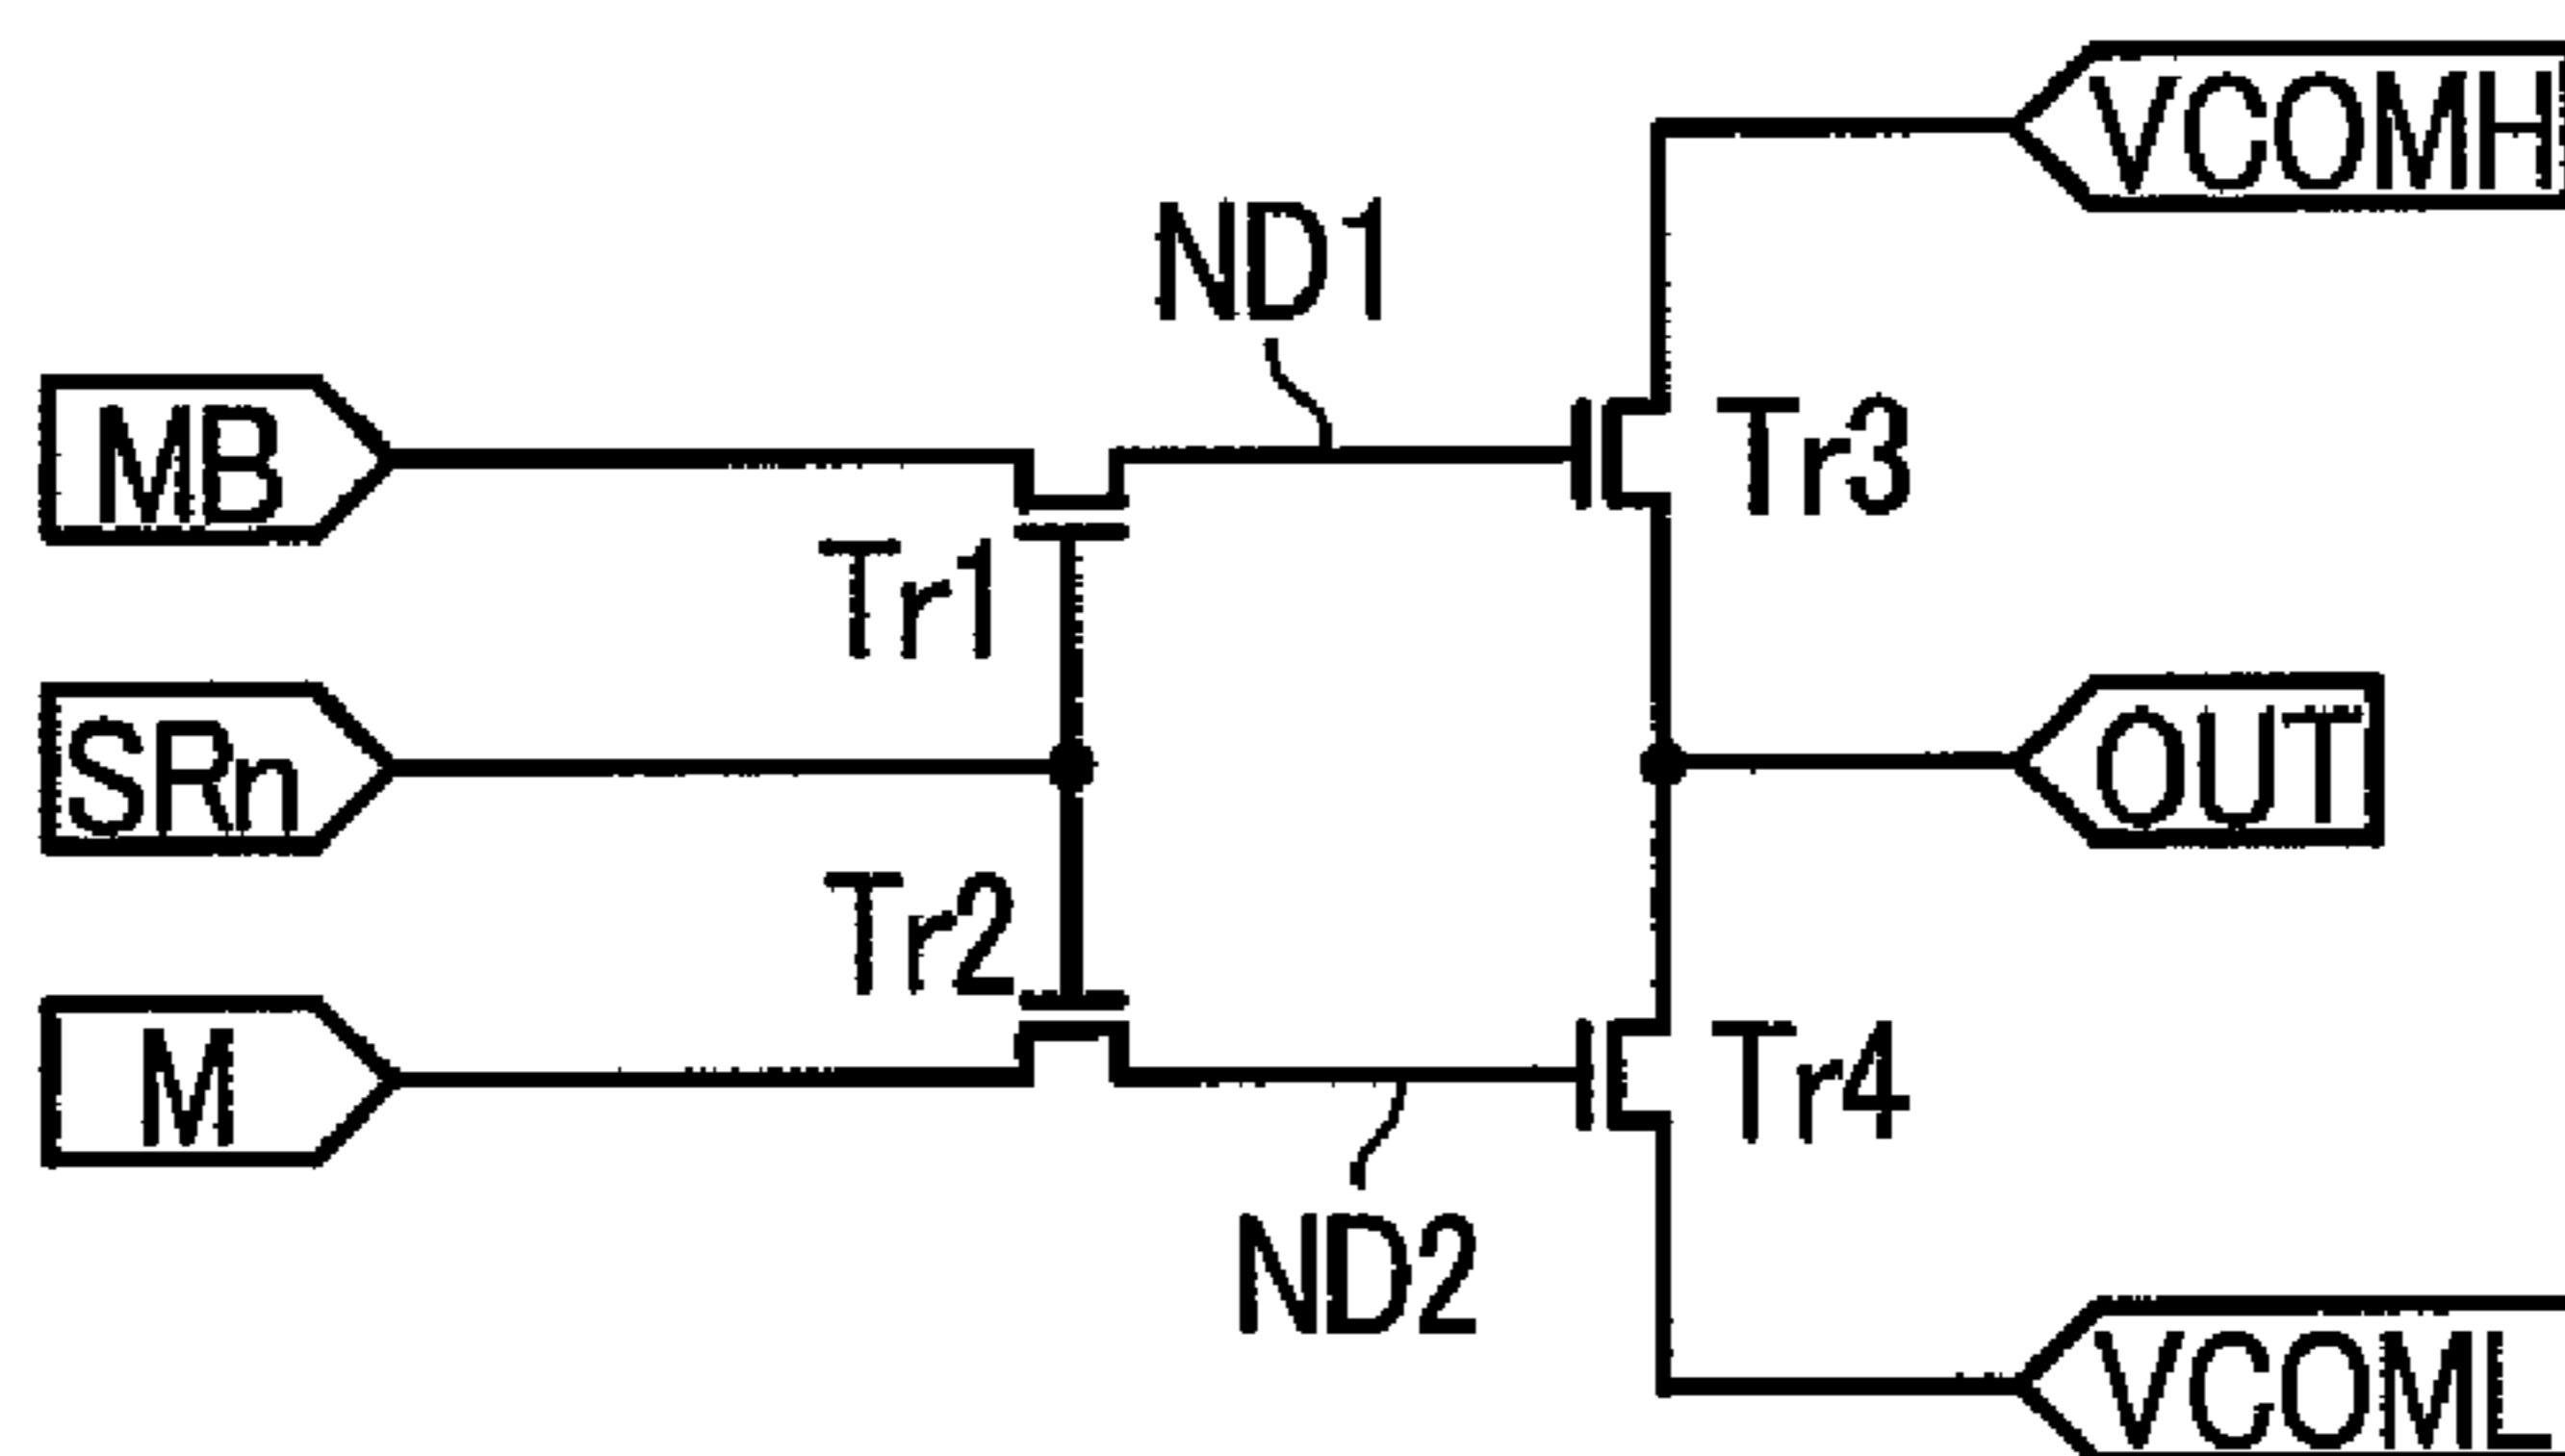 VCOMH
ND1
MB
Tr3
Tr1
SRn
OUT
Tr2
M
Tr4
ND2
VCOML